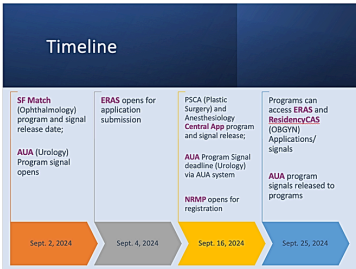 Timeline
SF Match
(Ophthalmology)
program and signal
release date;
AUA (Urology)
Program signal
opens
ERAS opens for
application
submission
PSCA (Plastic
Surgery) and
Anesthesiology
Central App program
and signal release;
AUA Program Signal
deadline (Urology)
via AUA system
NRMP opens for
registration
Programs can
access ERAS and
ResidencyCAS
(OBGYN)
Applications/
signals
AUA program
signals released to
programs
Sept. 2, 2024
Sept. 4, 2024
Sept. 16, 2024
Sept. 25, 2024